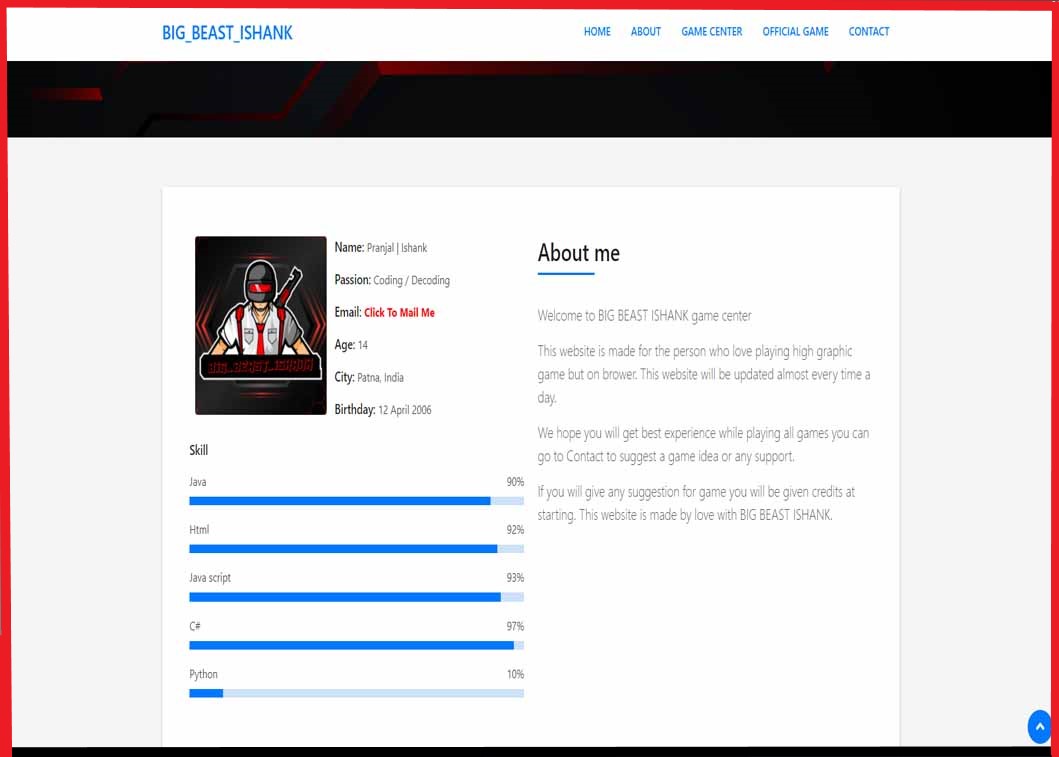 BIG_BEAST_ISHANK
HOME ABOUT GAME CENTER OFFICIAL GAME CONTACT
Name: Pranjal | Ishank
Passion: Coding / Decoding
Email: Click To Mail Me
Age: 14
City: Patna, India
Birthday: 12 April 2006
BIG_BEAST_ISHANK
Skill
Java 90%
Html 92%
Java script 93%
C# 97%
Python 10%
About me
Welcome to BIG BEAST ISHANK game center
This website is made for the person who love playing high graphic
game but on brower. This website will be updated almost every time a
day.
We hope you will get best experience while playing all games you can
go to Contact to suggest a game idea or any support.
If you will give any suggestion for game you will be given credits at
starting. This website is made by love with BIG BEAST ISHANK.